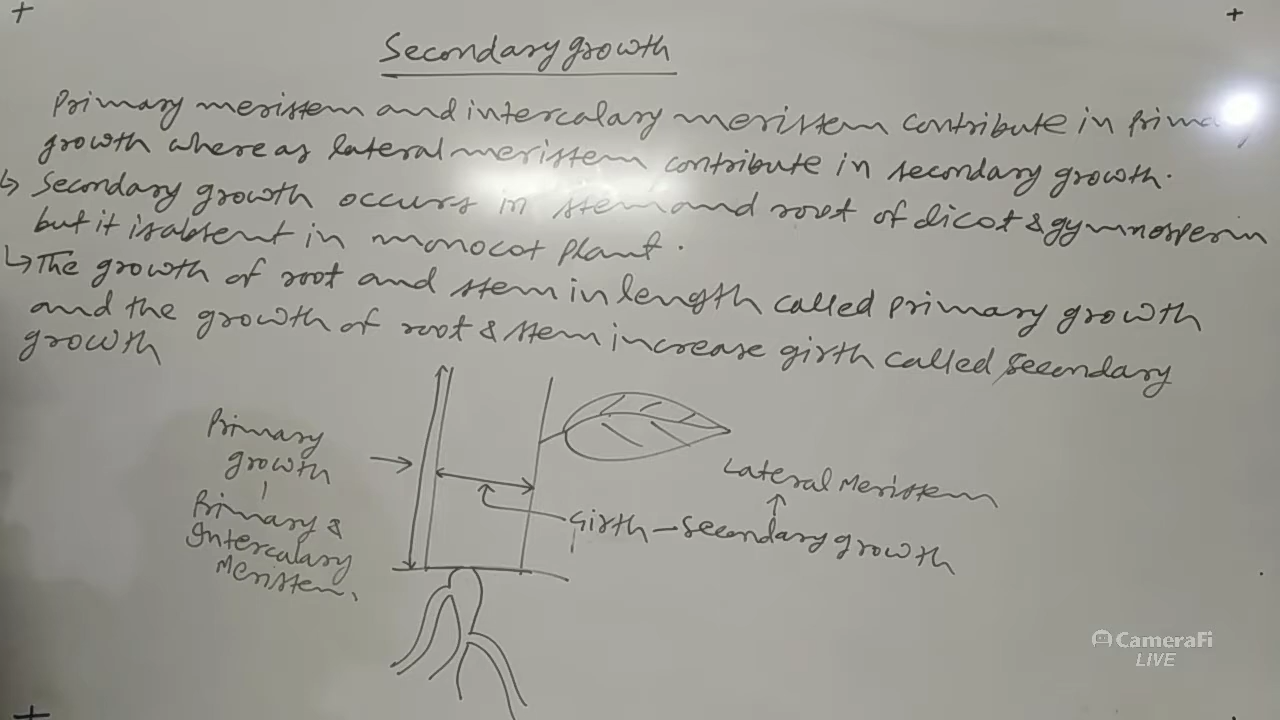 Secondary growth
Primary meristem and intercalary meristem contribute in Primary
growth whereas lateral meristem contribute in secondary growth.
↳ Secondary growth occurs in stem and root of dicot & gymnosperm
but it is absent in monocot plant.
↳ The growth of root and stem in length called primary growth
and the growth of root & stem increase girth called secondary
growth
Primary
growth
Primary &
Intercalary
Meristem.
Lateral Meristem
Girth - Secondary growth
CameraFi
LIVE